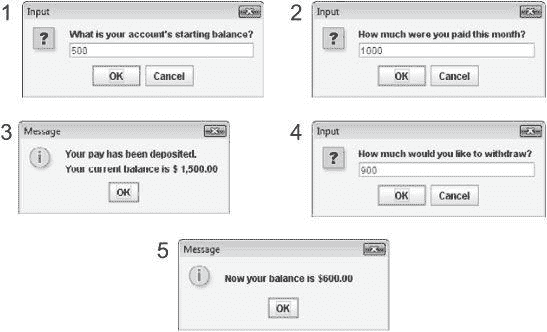 1
Input
What is your account's starting balance?
500
OK Cancel
2
Input
How much were you paid this month?
1000
OK Cancel
3
Message
Your pay has been deposited.
Your current balance is $ 1,500.00
OK
4
Input
How much would you like to withdraw?
900
OK Cancel
5
Message
Now your balance is $600.00
OK